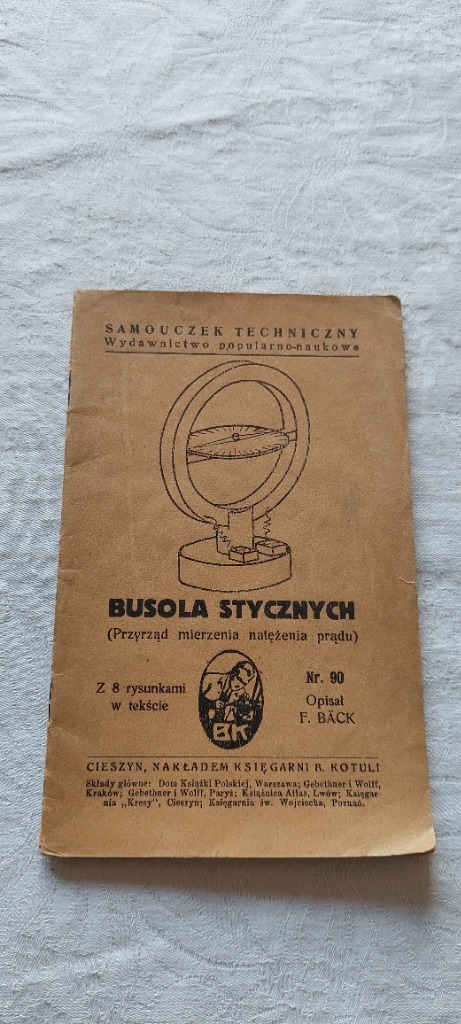 SAMOUCZEK TECHNICZNY
Wydawnictwo popularno-naukowe
BUSOLA STYCZNYCH
(Przyrząd mierzenia natężenia prądu)
Z 8 rysunkami
w tekście
BK
Nr. 90
Opisał
F. BÄCK
CIESZYN, NAKŁADEM KSIĘGARNI B. KOTULI
Składy główne: Dom Książki Polskiej, Warszawa; Gebethner i Wolff,
Kraków; Gebethner i Wolff, Paryż; Książnica Atlas, Lwów; Księgar-
nia „Kresy", Cieszyn; Księgarnia św. Wojciecha, Poznań.